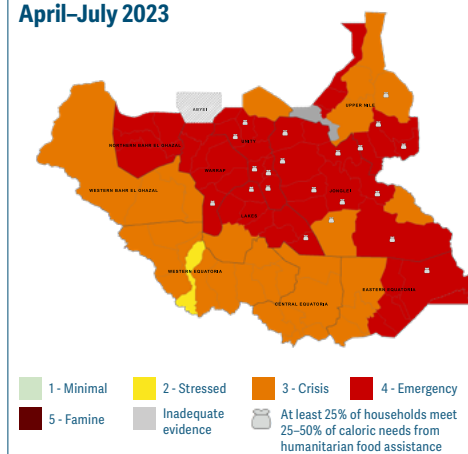 April–July 2023
ABYEI
UPPER NILE
UNITY
NORTHERN BAHR EL GHAZAL
WARRAP
WESTERN BAHR EL GHAZAL
JONGLEI
LAKES
WESTERN EQUATORIA
EASTERN EQUATORIA
CENTRAL EQUATORIA
1 - Minimal
2 - Stressed
3 - Crisis
4 - Emergency
5 - Famine
Inadequate
evidence
At least 25% of households meet
25–50% of caloric needs from
humanitarian food assistance